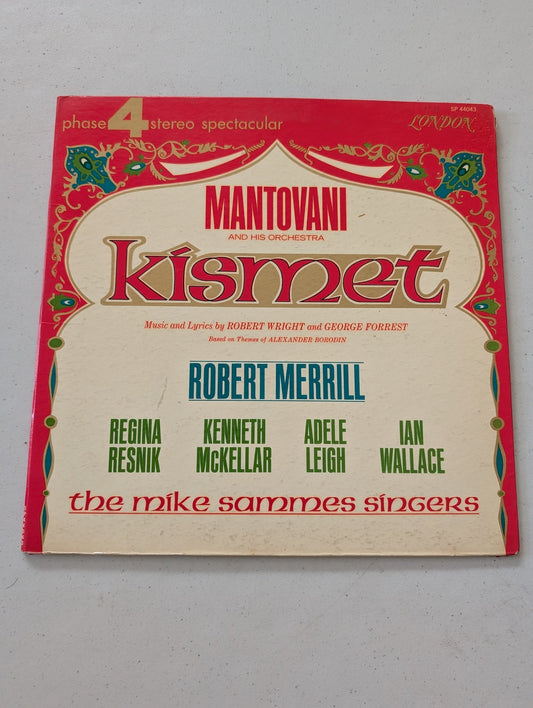 SP 44043
phase 4 stereo spectacular
LONDON
MANTOVANI
AND HIS ORCHESTRA
kismet
Music and Lyrics by ROBERT WRIGHT and GEORGE FORREST
Based on Themes of ALEXANDER BORODIN
ROBERT MERRILL
REGINA RESNIK
KENNETH McKELLAR
ADELE LEIGH
IAN WALLACE
the mike sammes singers